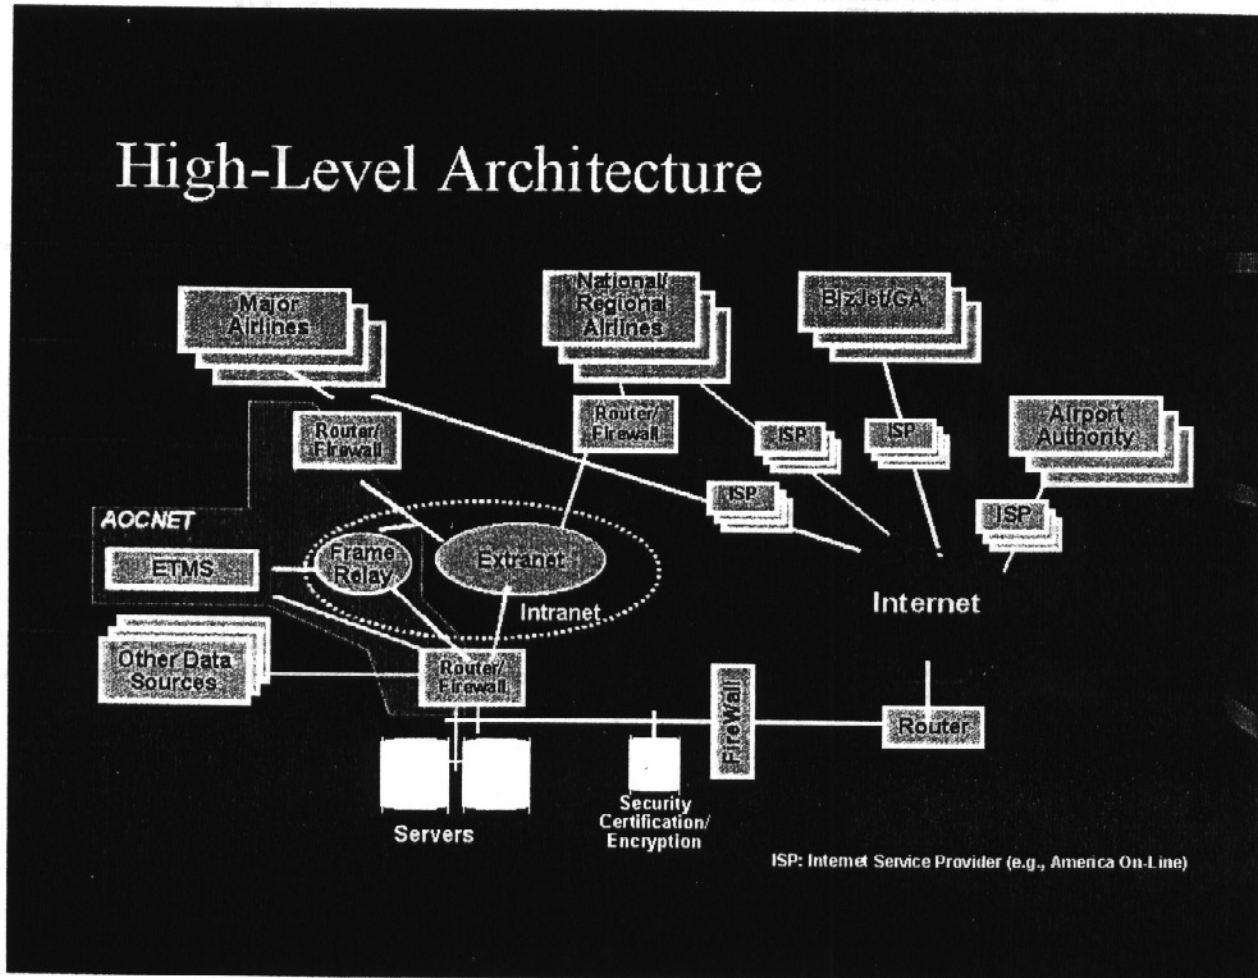 High-Level Architecture
Major
Airlines
National/
Regional
Airlines
BizJet/GA
Airport
Authority
Router/
Firewall
Router/
Firewall
ISP
ISP
ISP
ISP
AOCNET
ETMS
Frame
Relay
Extranet
Intranet
Internet
Other Data
Sources
Router/
Firewall
FireWall
Router
Servers
Security
Certification/
Encryption
ISP: Internet Service Provider (e.g., America On-Line)